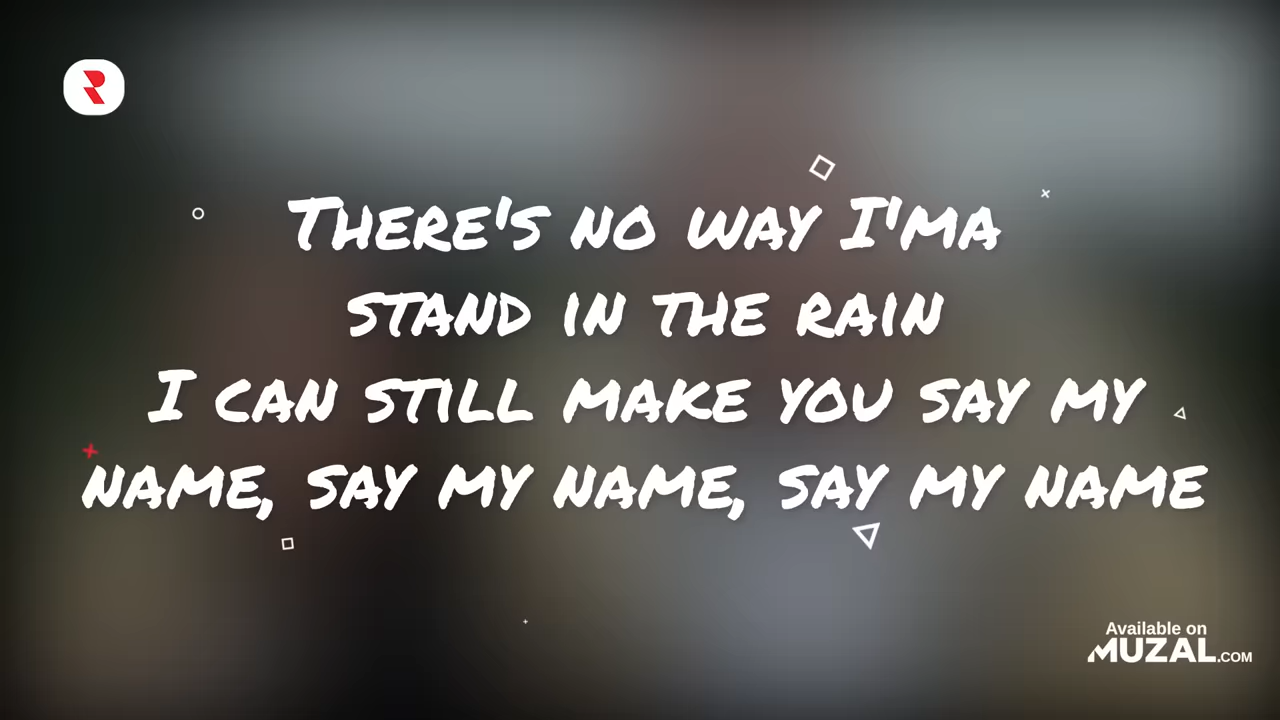 There's no way I'ma
stand in the rain
I can still make you say my
name, say my name, say my name
Available on
MUZAL.COM